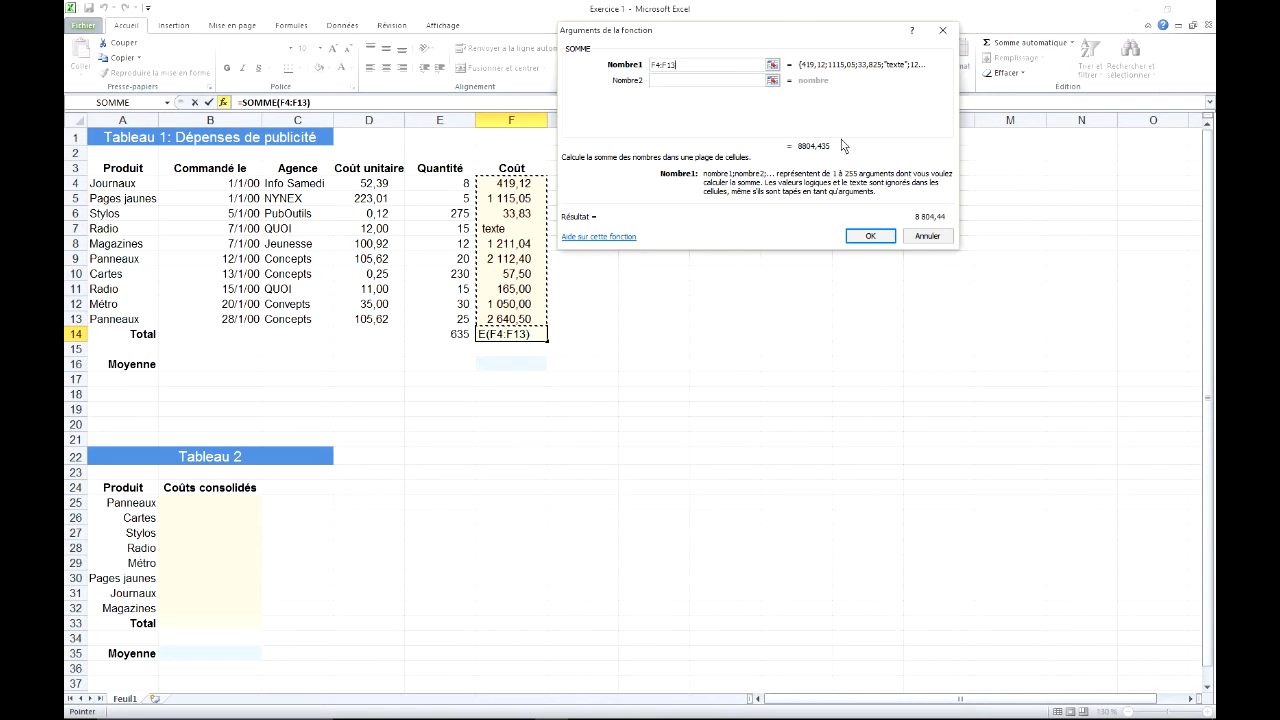 Exercice 1 - Microsoft Excel
Fichier Accueil Insertion Mise en page Formules Données Révision Affichage
Coller
Couper
Copier
Reproduire la mise en forme
Presse-papiers
10
G I S
Police
Renvoyer à la ligne autom
Fusionner et centrer
Alignement
Somme automatique
Remplissage
Effacer
Trier et filtrer
Rechercher et
Edition
SOMME =SOMME(F4:F13)
Arguments de la fonction
SOMME
Nombre1 F4:F13 = {419,12;1115,05;33,825;"texte";12...
Nombre2 = nombre
= 8804,435
Calcule la somme des nombres dans une plage de cellules.
Nombre1: nombre1;nombre2;... représentent de 1 à 255 arguments dont vous voulez
calculer la somme. Les valeurs logiques et le texte sont ignorés dans les
cellules, même s'ils sont tapés en tant qu'arguments.
Résultat = 8 804,44
Aide sur cette fonction OK Annuler
A B C D E F M N O
1 Tableau 1: Dépenses de publicité
2
3 Produit Commandé le Agence Coût unitaire Quantité Coût
4 Journaux 1/1/00 Info Samedi 52,39 8 419,12
5 Pages jaunes 1/1/00 NYNEX 223,01 5 1 115,05
6 Stylos 5/1/00 PubOutils 0,12 275 33,83
7 Radio 7/1/00 QUOI 12,00 15 texte
8 Magazines 7/1/00 Jeunesse 100,92 12 1 211,04
9 Panneaux 12/1/00 Concepts 105,62 20 2 112,40
10 Cartes 13/1/00 Concepts 0,25 230 57,50
11 Radio 15/1/00 QUOI 11,00 15 165,00
12 Métro 20/1/00 Convepts 35,00 30 1 050,00
13 Panneaux 28/1/00 Concepts 105,62 25 2 640,50
14 Total 635 E(F4:F13)
15
16 Moyenne
17
18
19
20
21
22 Tableau 2
23
24 Produit Coûts consolidés
25 Panneaux
26 Cartes
27 Stylos
28 Radio
29 Métro
30 Pages jaunes
31 Journaux
32 Magazines
33 Total
34
35 Moyenne
36
37
Feuil1
Pointer 130 %